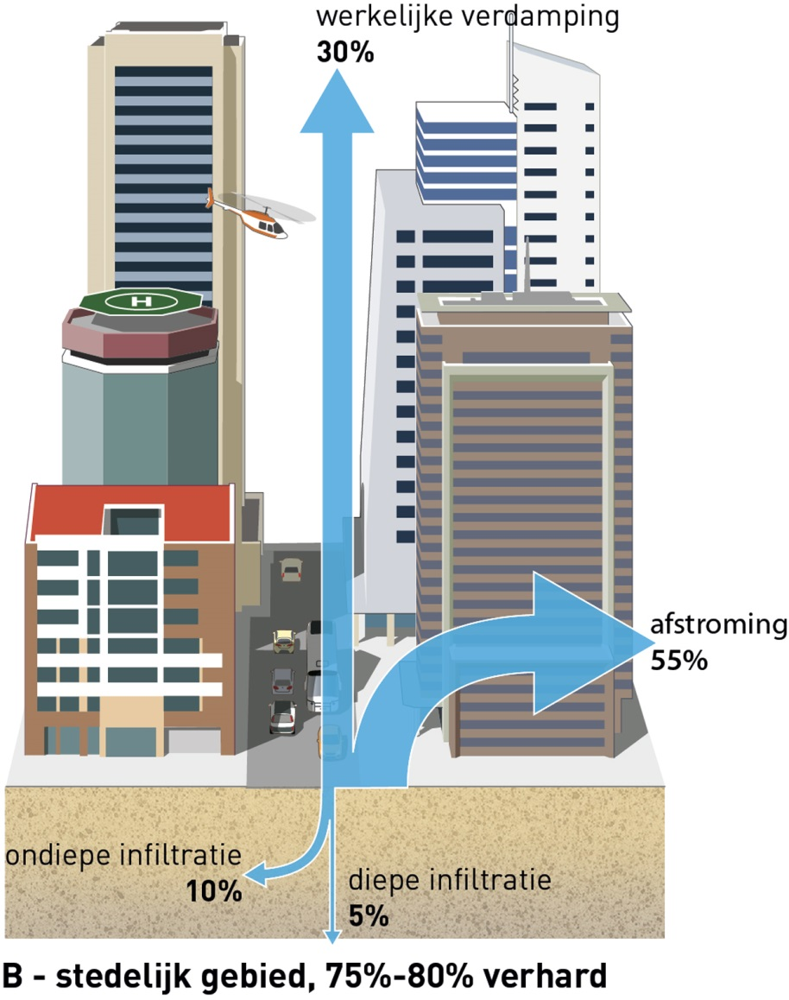 werkelijke verdamping
30%
H
afstroming
55%
ondiepe infiltratie
10%
diepe infiltratie
5%
B - stedelijk gebied, 75%-80% verhard